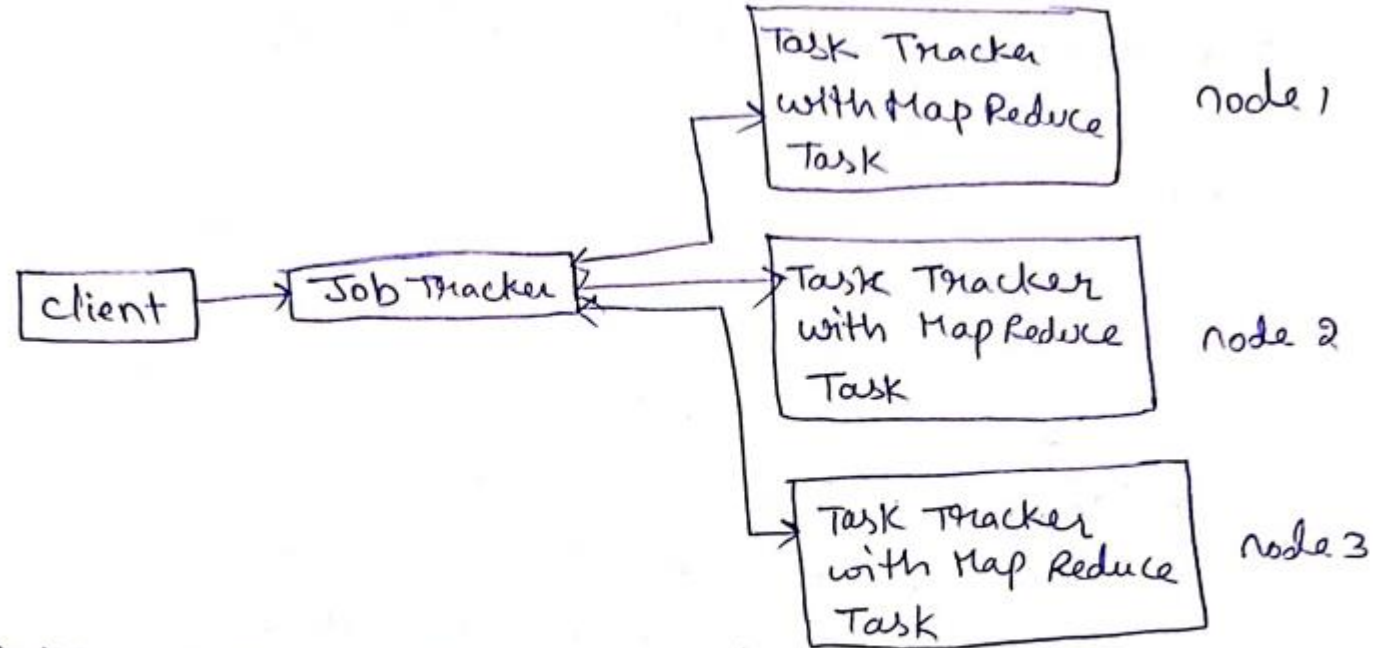 Task Tracker
with Map Reduce
Task
node 1
Client
Job Tracker
Task Tracker
with Map Reduce
Task
node 2
Task Tracker
with Map Reduce
Task
node 3